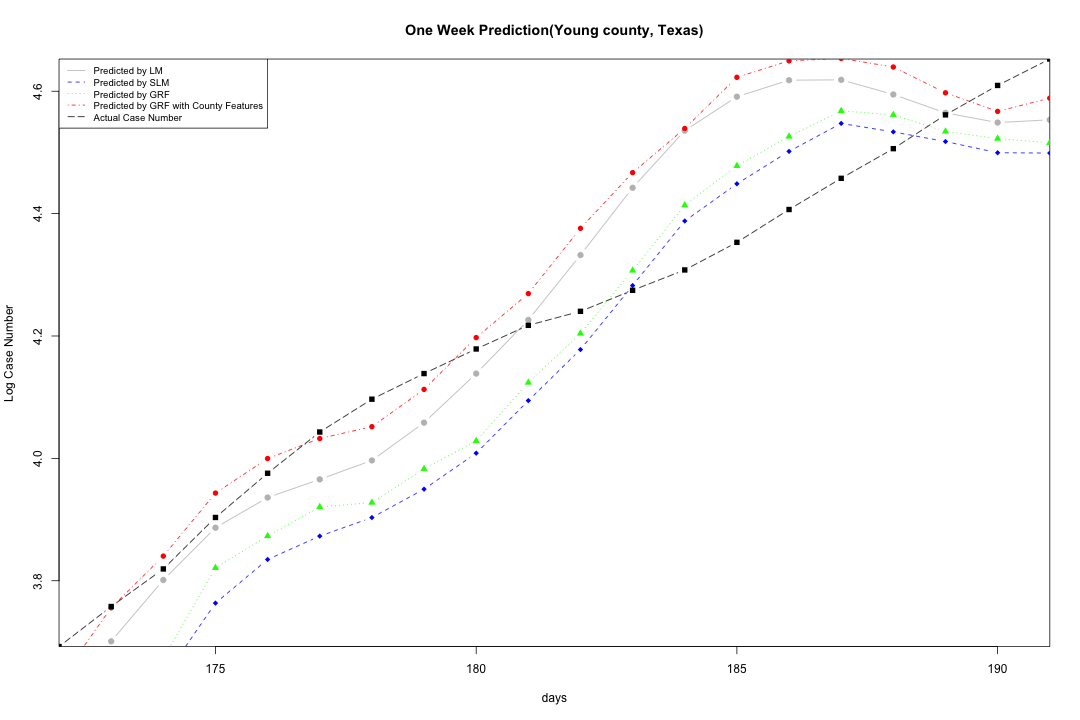 One Week Prediction(Young county, Texas)
Predicted by LM
Predicted by SLM
Predicted by GRF
Predicted by GRF with County Features
Actual Case Number
4.6
4.4
4.2
4.0
3.8
Log Case Number
175 180 185 190
days